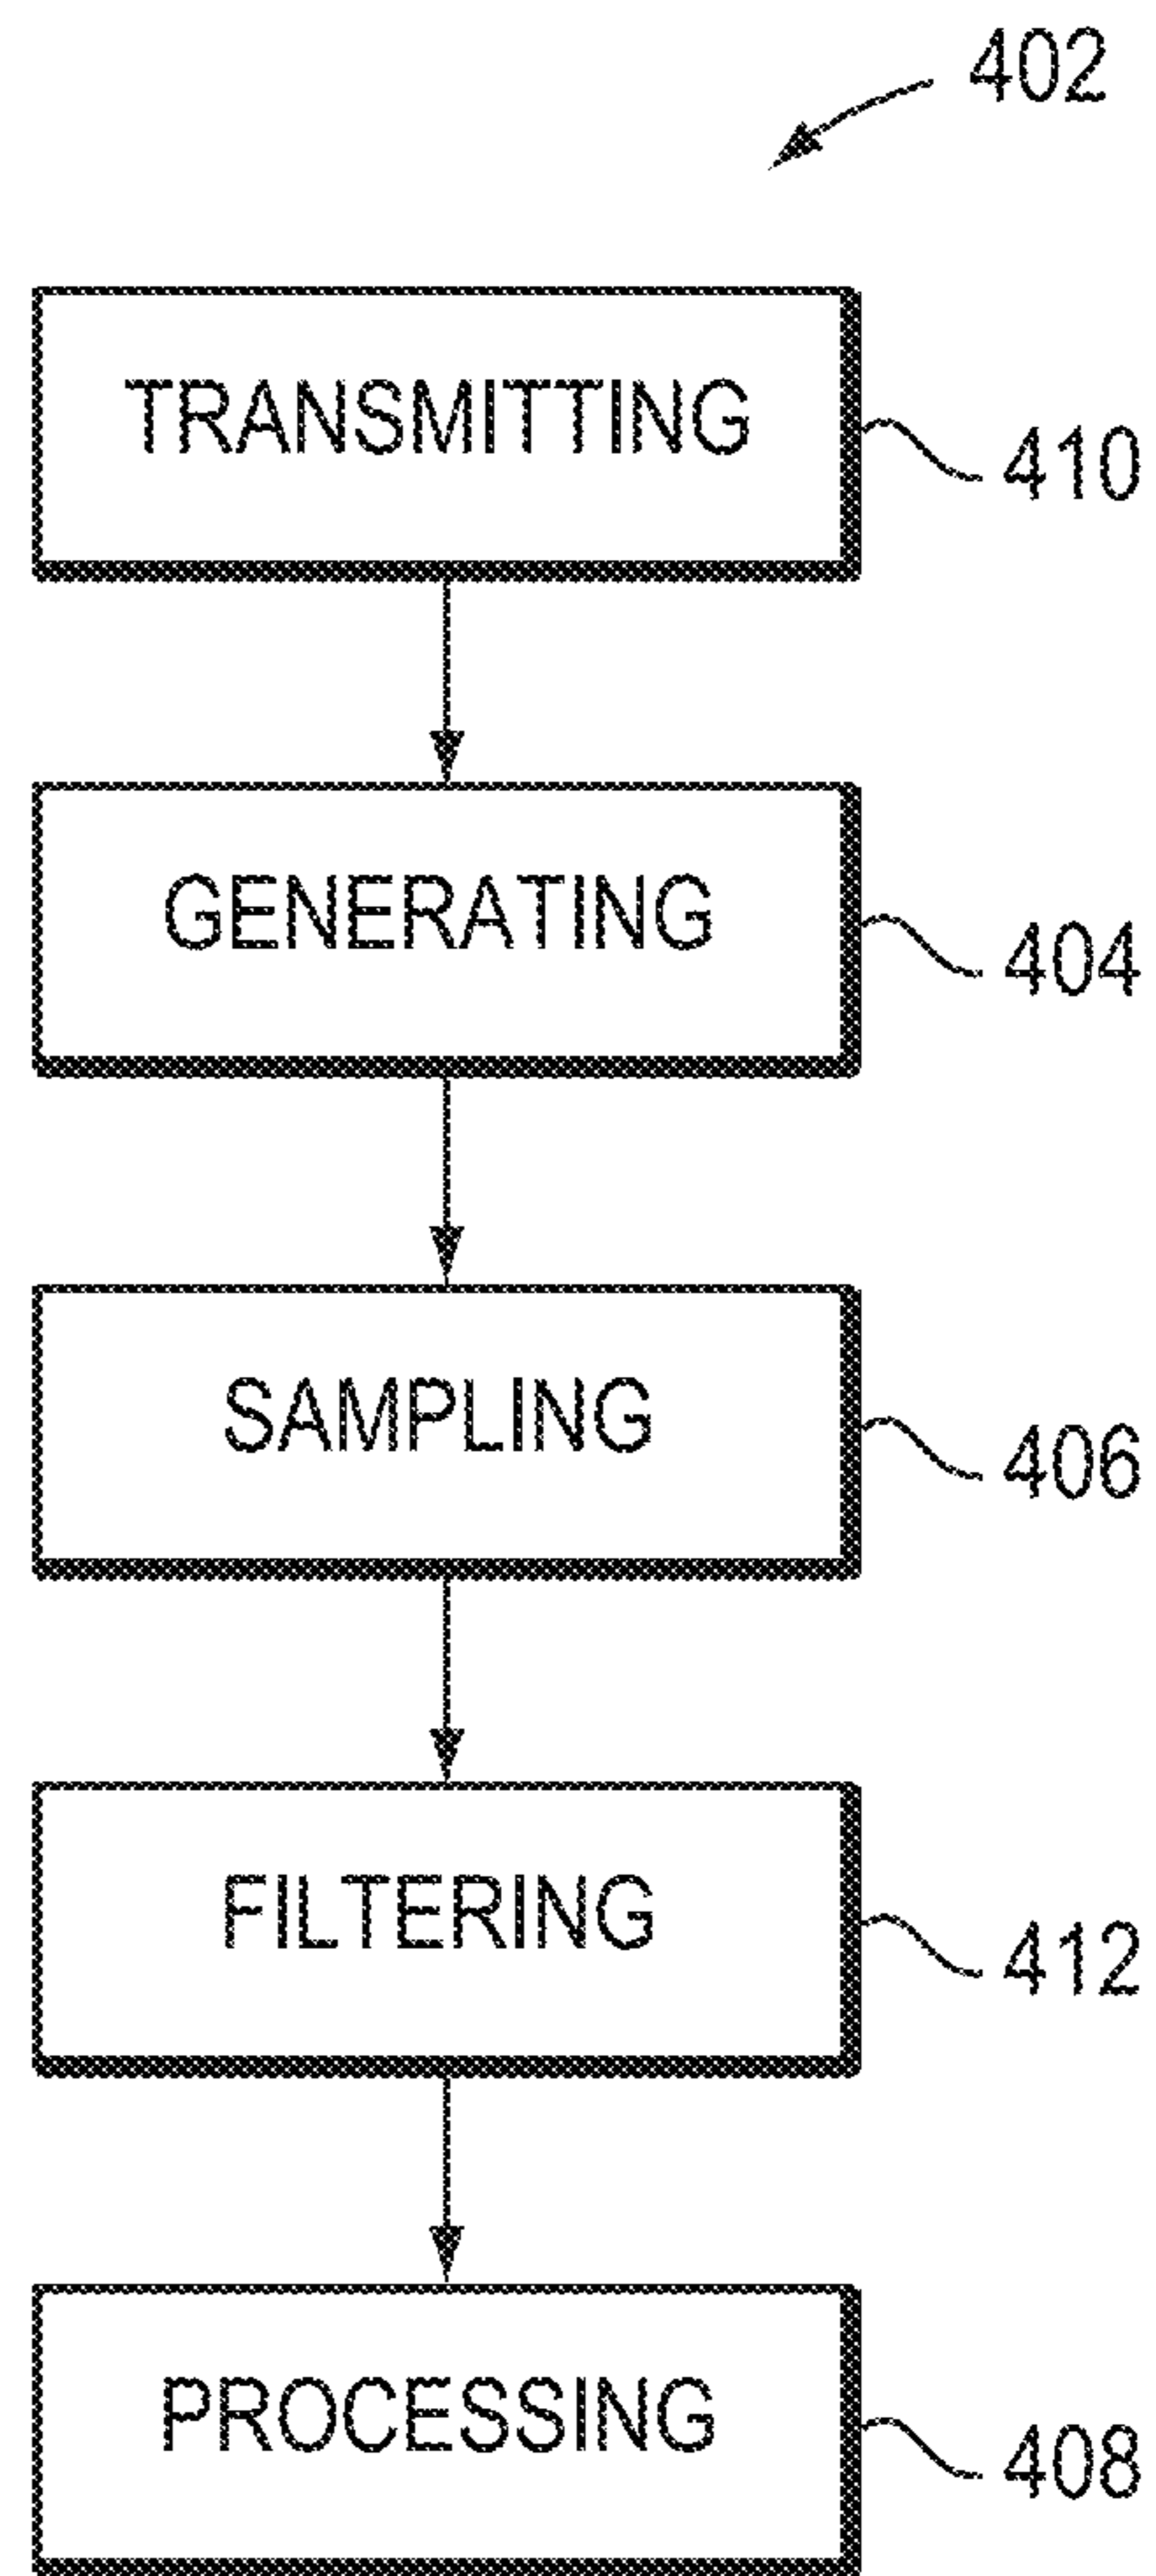 402
TRANSMITTING
410
GENERATING
404
SAMPLING
406
FILTERING
412
PROCESSING
408